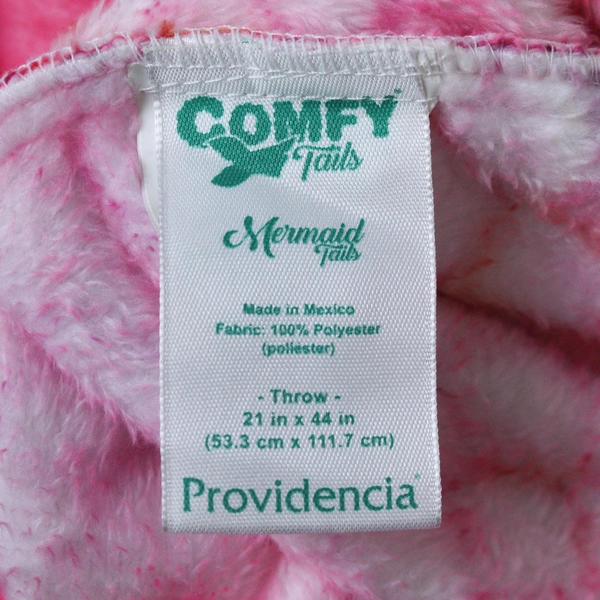 COMFY
Tails
Mermaid
Tails
Made in Mexico
Fabric: 100% Polyester
(poliester)
- Throw -
21 in x 44 in
(53.3 cm x 111.7 cm)
Providencia